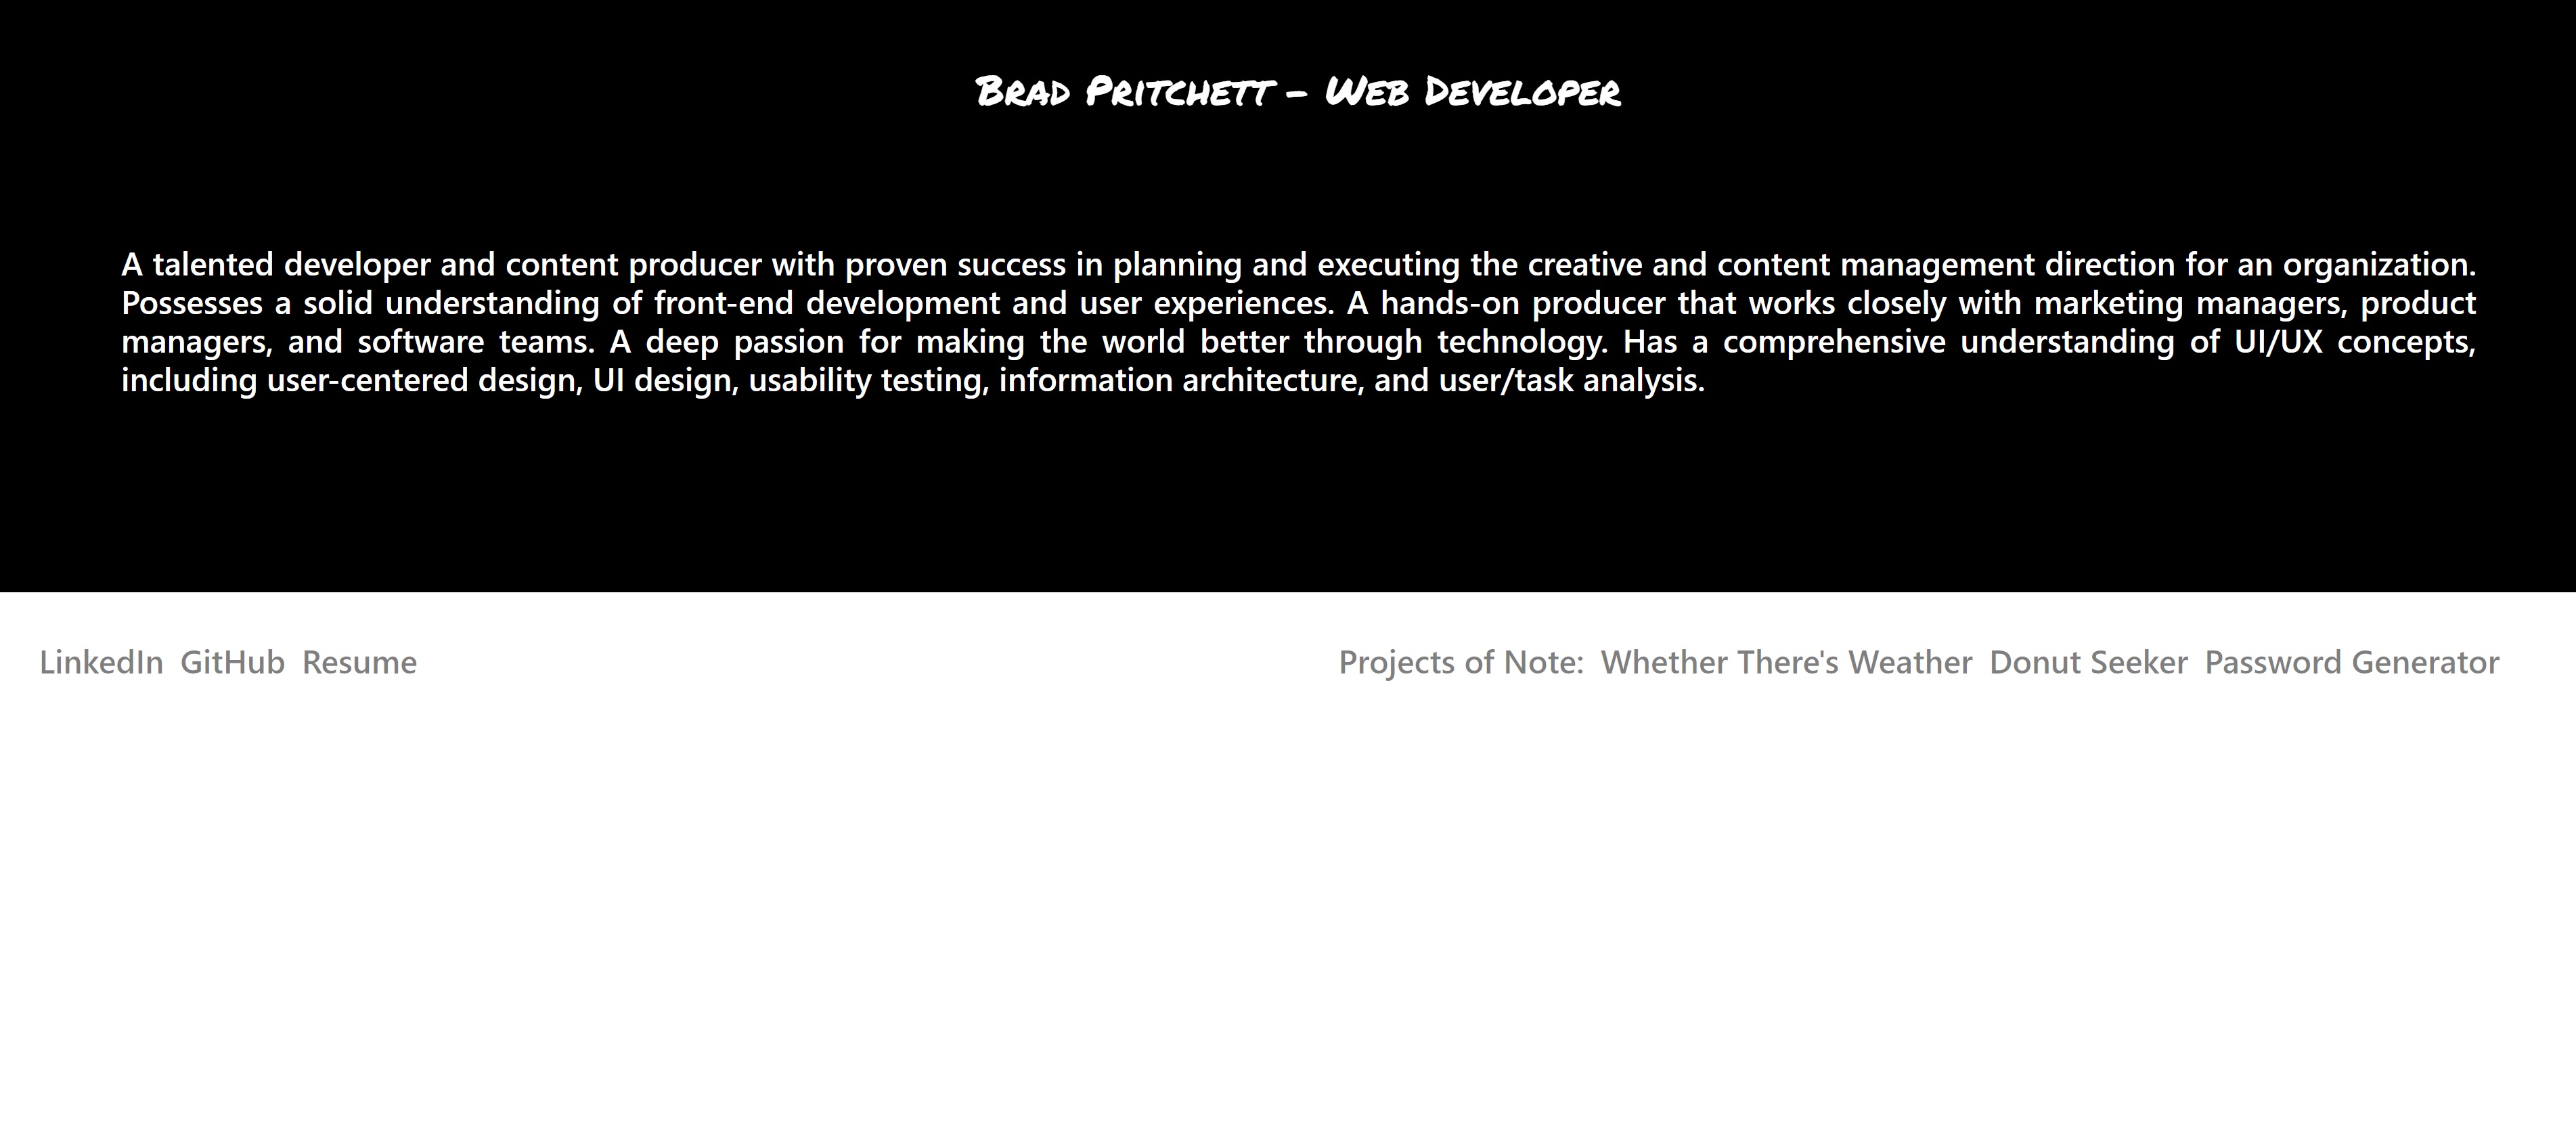 Brad Pritchett – Web Developer
A talented developer and content producer with proven success in planning and executing the creative and content management direction for an organization.
Possesses a solid understanding of front-end development and user experiences. A hands-on producer that works closely with marketing managers, product
managers, and software teams. A deep passion for making the world better through technology. Has a comprehensive understanding of UI/UX concepts,
including user-centered design, UI design, usability testing, information architecture, and user/task analysis.
LinkedIn GitHub Resume Projects of Note: Whether There's Weather Donut Seeker Password Generator